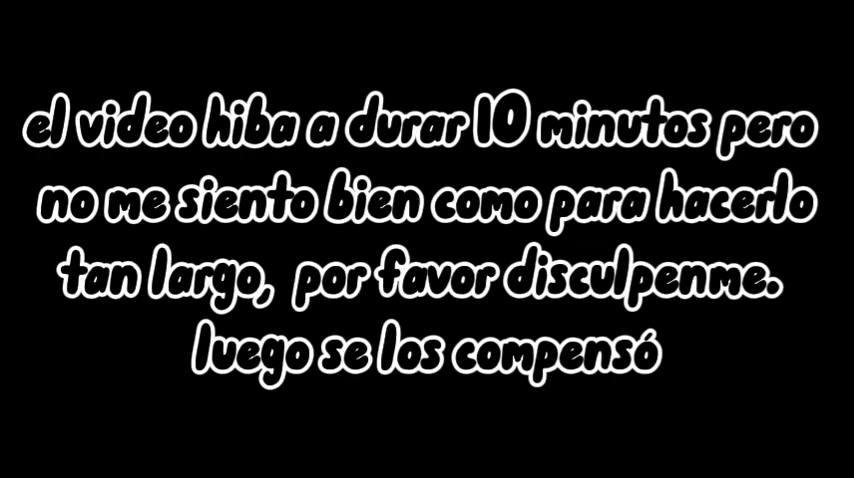 el video hiba a durar 10 minutos pero
no me siento bien como para hacerlo
tan largo, por favor disculpenme.
luego se los compensó